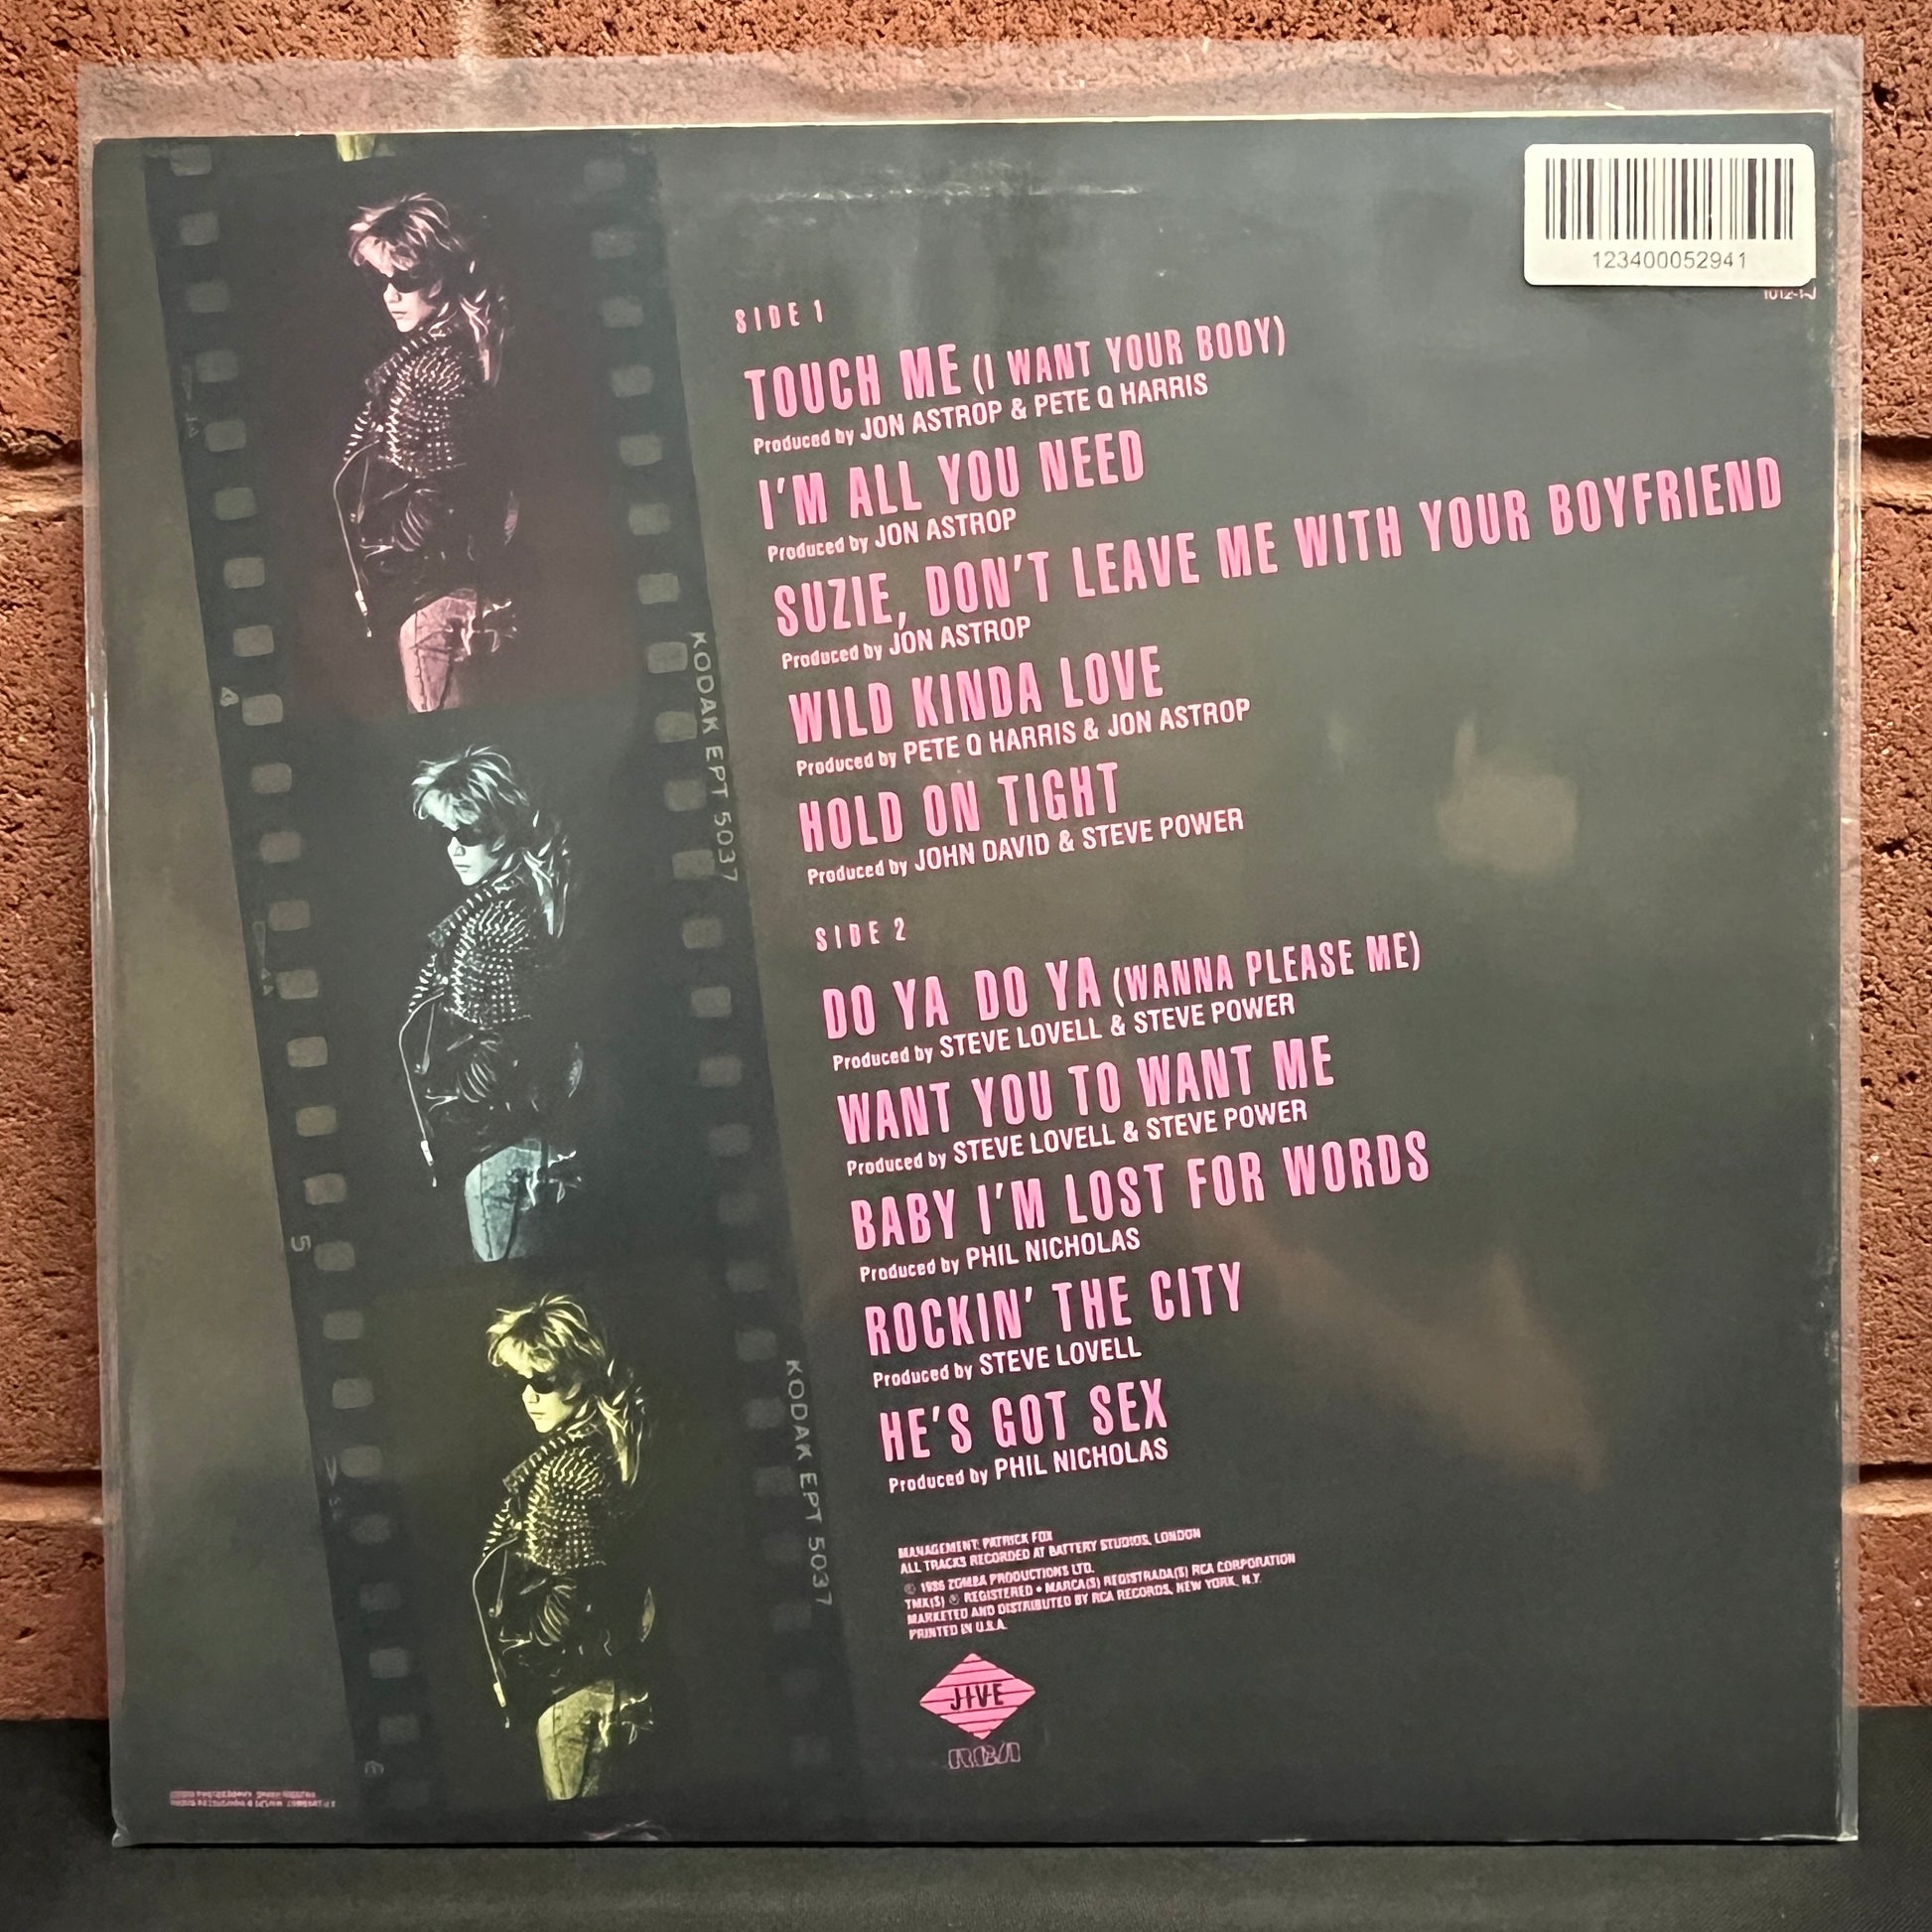 123400052941
1012-1-J
SIDE 1
TOUCH ME (I WANT YOUR BODY)
Produced by JON ASTROP & PETE Q HARRIS
I'M ALL YOU NEED
Produced by JON ASTROP
SUZIE, DON'T LEAVE ME WITH YOUR BOYFRIEND
Produced by JON ASTROP
WILD KINDA LOVE
Produced by PETE Q HARRIS & JON ASTROP
HOLD ON TIGHT
Produced by JOHN DAVID & STEVE POWER
SIDE 2
DO YA DO YA (WANNA PLEASE ME)
Produced by STEVE LOVELL & STEVE POWER
WANT YOU TO WANT ME
Produced by STEVE LOVELL & STEVE POWER
BABY I'M LOST FOR WORDS
Produced by PHIL NICHOLAS
ROCKIN' THE CITY
Produced by STEVE LOVELL
HE'S GOT SEX
Produced by PHIL NICHOLAS
MANAGEMENT: PATRICK FOX
ALL TRACKS RECORDED AT BATTERY STUDIOS, LONDON
© 1986 ZOMBA PRODUCTIONS LTD.
TMK(S) ® REGISTERED • MARCA(S) REGISTRADA(S) RCA CORPORATION
MARKETED AND DISTRIBUTED BY RCA RECORDS, NEW YORK, N.Y.
PRINTED IN U.S.A.
JIVE
RCA
4
KODAK EPT 5037
4A
5
KODAK EPT 5037